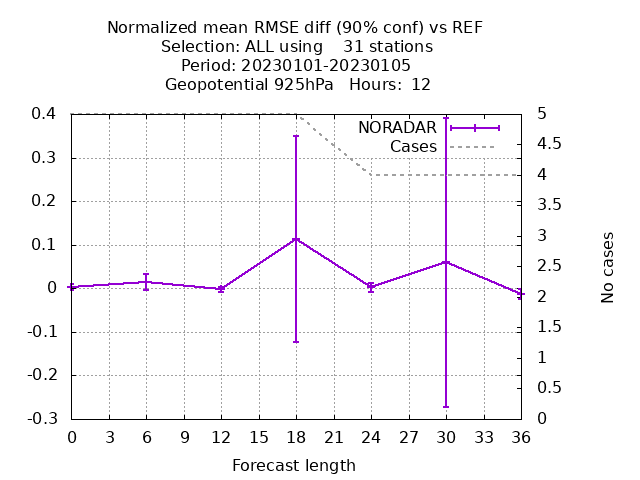 Normalized mean RMSE diff (90% conf) vs REF
Selection: ALL using    31 stations
Period: 20230101-20230105
Geopotential 925hPa   Hours:  12
0.4
0.3
0.2
0.1
0
-0.1
-0.2
-0.3
NORADAR
Cases
5
4.5
4
3.5
3
2.5
2
1.5
1
0.5
0
No cases
0 3 6 9 12 15 18 21 24 27 30 33 36
Forecast length